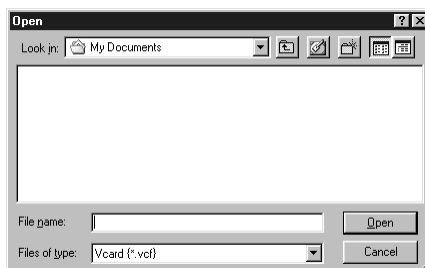 Open
Look in: My Documents
File name: Open
Files of type: Vcard (*.vcf) Cancel